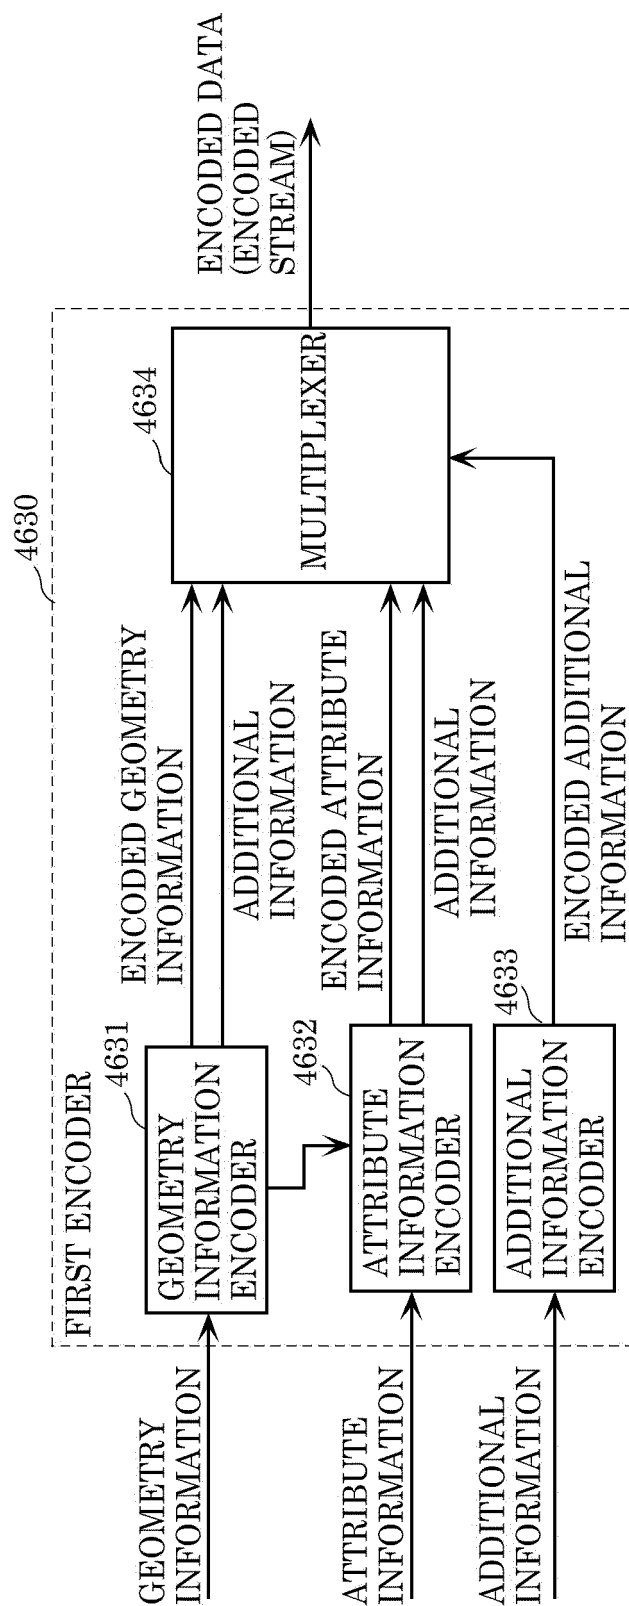 4630
FIRST ENCODER
GEOMETRY
INFORMATION
4631
GEOMETRY
INFORMATION
ENCODER
ENCODED GEOMETRY
INFORMATION
ADDITIONAL
INFORMATION
4634
MULTIPLEXER
ENCODED DATA
(ENCODED
STREAM)
ATTRIBUTE
INFORMATION
4632
ATTRIBUTE
INFORMATION
ENCODER
ENCODED ATTRIBUTE
INFORMATION
ADDITIONAL
INFORMATION
ADDITIONAL
INFORMATION
4633
ADDITIONAL
INFORMATION
ENCODER
ENCODED ADDITIONAL
INFORMATION